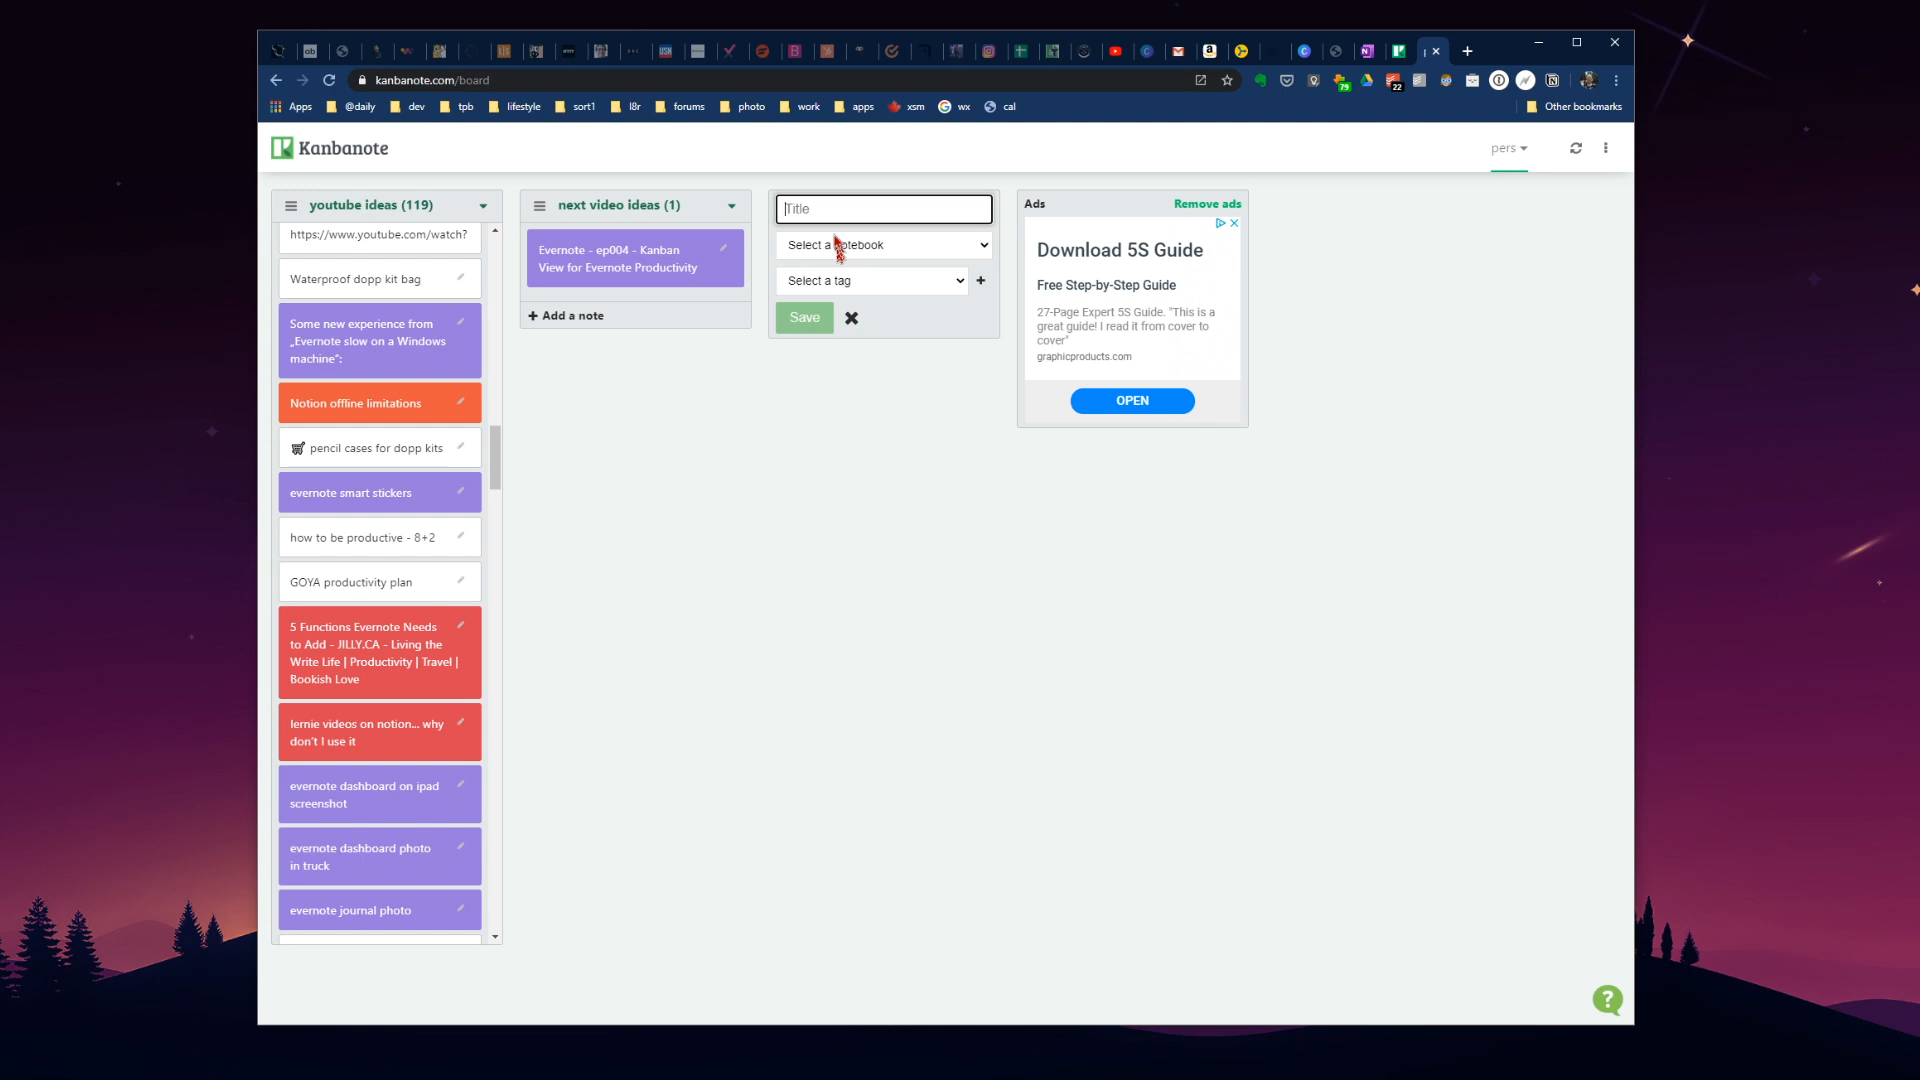 kanbanote.com/board
79
22
Apps
@daily
dev
tpb
lifestyle
sort1
l8r
forums
photo
work
apps
xsm
wx
cal
Other bookmarks
Kanbanote
pers
youtube ideas (119)
https://www.youtube.com/watch?
Waterproof dopp kit bag
Some new experience from
„Evernote slow on a Windows
machine“:
Notion offline limitations
pencil cases for dopp kits
evernote smart stickers
how to be productive - 8+2
GOYA productivity plan
5 Functions Evernote Needs
to Add - JILLY.CA - Living the
Write Life | Productivity | Travel |
Bookish Love
lernie videos on notion... why
don't I use it
evernote dashboard on ipad
screenshot
evernote dashboard photo
in truck
evernote journal photo
next video ideas (1)
Evernote - ep004 - Kanban
View for Evernote Productivity
+ Add a note
Title
Select a notebook
Select a tag
+
Save
Ads
Remove ads
Download 5S Guide
Free Step-by-Step Guide
27-Page Expert 5S Guide. "This is a
great guide! I read it from cover to
cover"
graphicproducts.com
OPEN
?